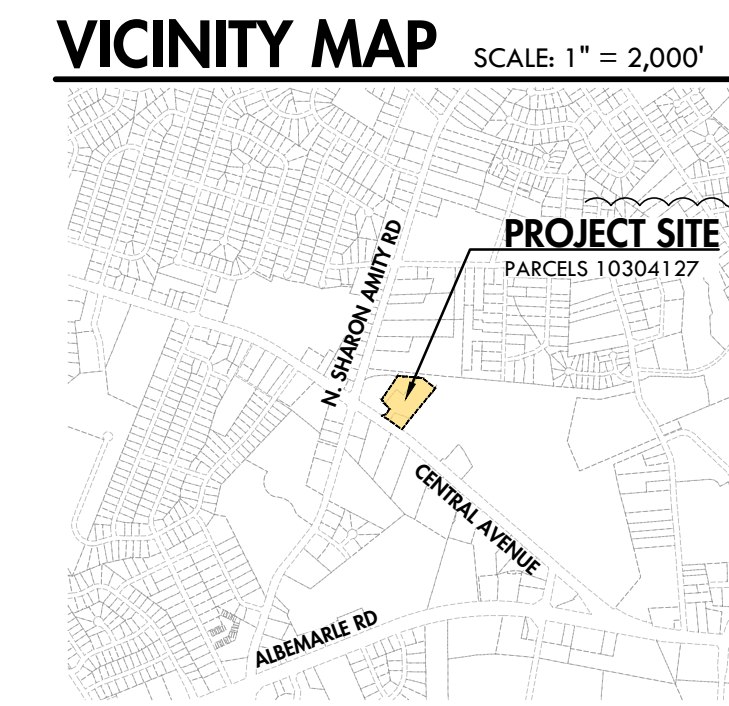 VICINITY MAP SCALE: 1" = 2,000'
PROJECT SITE
PARCELS 10304127
N. SHARON AMITY RD
CENTRAL AVENUE
ALBEMARLE RD